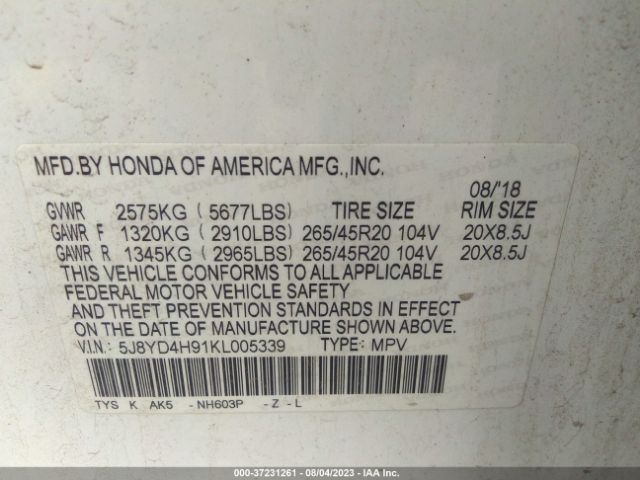 MFD.BY HONDA OF AMERICA MFG.,INC.
08/'18
GVWR 2575KG ( 5677LBS) TIRE SIZE RIM SIZE
GAWR F 1320KG ( 2910LBS) 265/45R20 104V 20X8.5J
GAWR R 1345KG ( 2965LBS) 265/45R20 104V 20X8.5J
THIS VEHICLE CONFORMS TO ALL APPLICABLE
FEDERAL MOTOR VEHICLE SAFETY
AND THEFT PREVENTION STANDARDS IN EFFECT
ON THE DATE OF MANUFACTURE SHOWN ABOVE.
V.I.N.: 5J8YD4H91KL005339 TYPE: MPV
TYS K AK5 -NH603P -Z-L
000-37231261 - 08/04/2023 - IAA Inc.